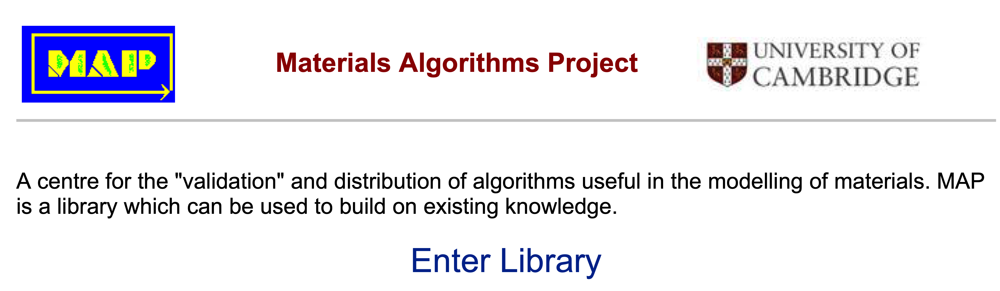 MAP
Materials Algorithms Project
UNIVERSITY OF
CAMBRIDGE
A centre for the "validation" and distribution of algorithms useful in the modelling of materials. MAP
is a library which can be used to build on existing knowledge.
Enter Library